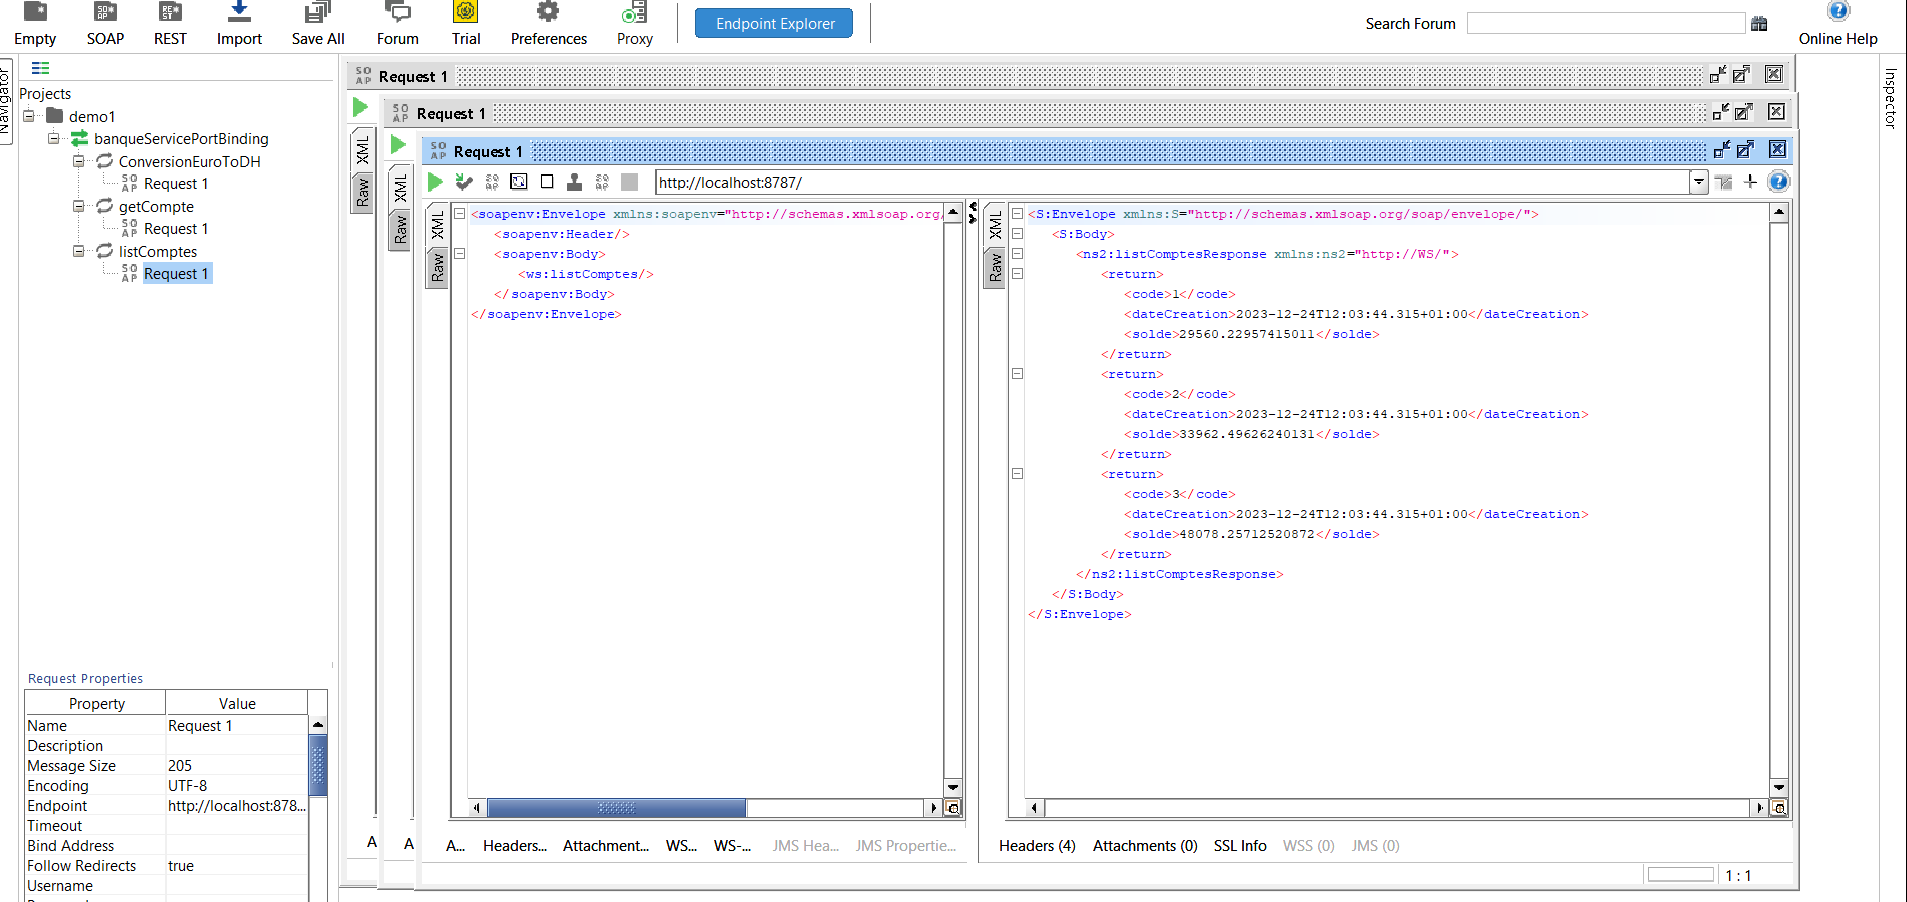 Empty SOAP REST Import Save All Forum Trial Preferences Proxy Endpoint Explorer Search Forum Online Help
Navigator
Projects
demo1
banqueServicePortBinding
ConversionEuroToDH
Request 1
getCompte
Request 1
listComptes
Request 1
Request Properties
Property Value
Name Request 1
Description
Message Size 205
Encoding UTF-8
Endpoint http://localhost:878...
Timeout
Bind Address
Follow Redirects true
Username
SOAP Request 1
XML
Raw
A
SOAP Request 1
XML
Raw
A
SOAP Request 1
http://localhost:8787/
XML
Raw
<soapenv:Envelope xmlns:soapenv="http://schemas.xmlsoap.org/
<soapenv:Header/>
<soapenv:Body>
<ws:listComptes/>
</soapenv:Body>
</soapenv:Envelope>
A... Headers... Attachment... WS... WS-... JMS Hea... JMS Propertie...
XML
Raw
<S:Envelope xmlns:S="http://schemas.xmlsoap.org/soap/envelope/">
<S:Body>
<ns2:listComptesResponse xmlns:ns2="http://WS/">
<return>
<code>1</code>
<dateCreation>2023-12-24T12:03:44.315+01:00</dateCreation>
<solde>29560.22957415011</solde>
</return>
<return>
<code>2</code>
<dateCreation>2023-12-24T12:03:44.315+01:00</dateCreation>
<solde>33962.49626240131</solde>
</return>
<return>
<code>3</code>
<dateCreation>2023-12-24T12:03:44.315+01:00</dateCreation>
<solde>48078.25712520872</solde>
</return>
</ns2:listComptesResponse>
</S:Body>
</S:Envelope>
Headers (4) Attachments (0) SSL Info WSS (0) JMS (0)
1 : 1
Inspector